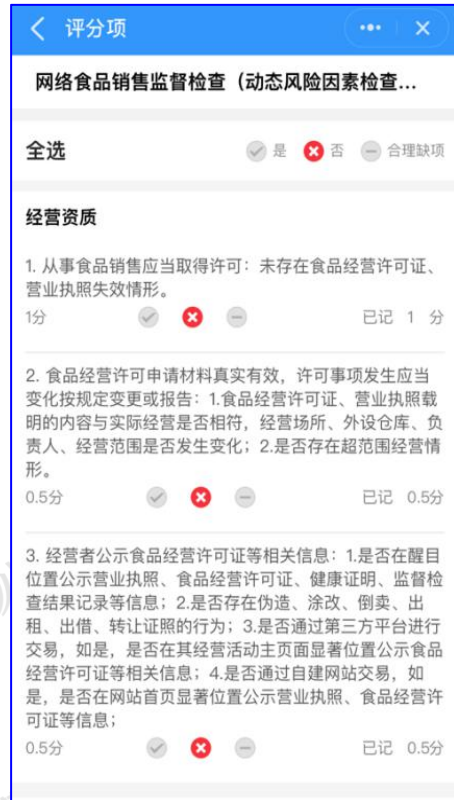 评分项
网络食品销售监督检查（动态风险因素检查...
全选 是 否 合理缺项
经营资质
1. 从事食品销售应当取得许可：未存在食品经营许可证、
营业执照失效情形。
1分 已记 1 分
2. 食品经营许可申请材料真实有效，许可事项发生应当
变化按规定变更或报告：1.食品经营许可证、营业执照载
明的内容与实际经营是否相符，经营场所、外设仓库、负
责人、经营范围是否发生变化；2.是否存在超范围经营情
形。
0.5分 已记 0.5分
3. 经营者公示食品经营许可证等相关信息：1.是否在醒目
位置公示营业执照、食品经营许可证、健康证明、监督检
查结果记录等信息；2.是否存在伪造、涂改、倒卖、出
租、出借、转让证照的行为；3.是否通过第三方平台进行
交易，如是，是否在其经营活动主页面显著位置公示食品
经营许可证等相关信息；4.是否通过自建网站交易，如
是，是否在网站首页显著位置公示营业执照、食品经营许
可证等信息；
0.5分 已记 0.5分